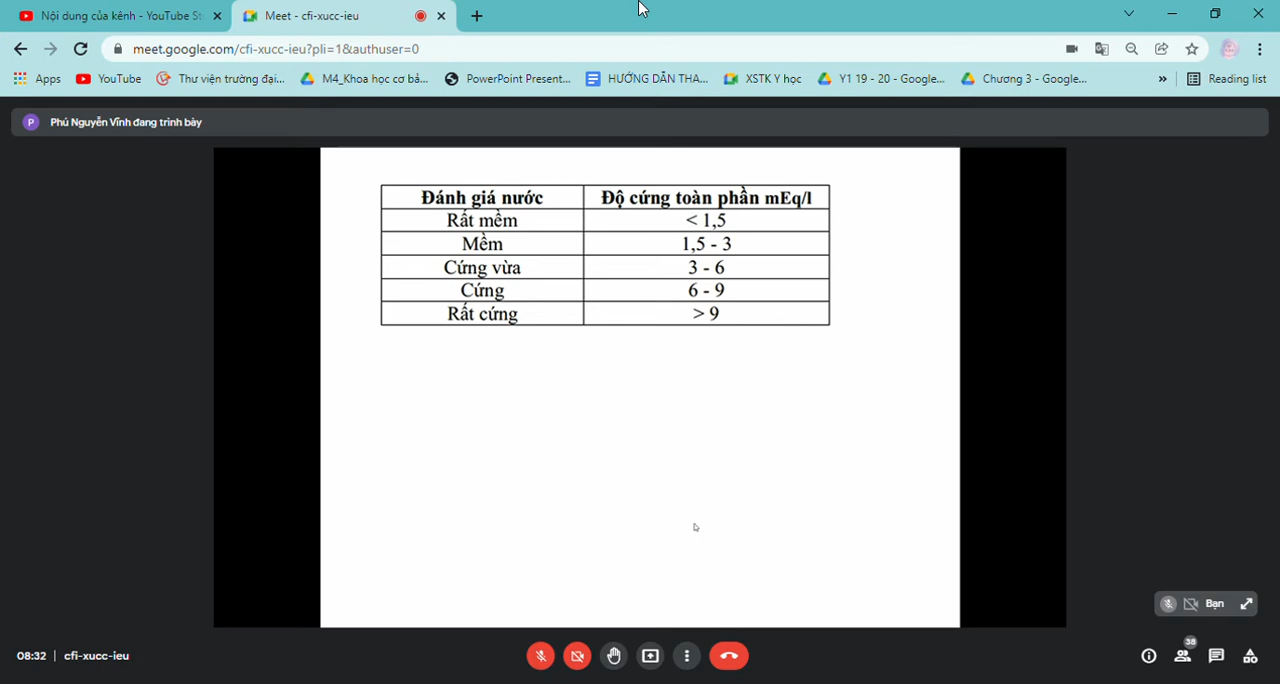 Nội dung của kênh - YouTube St
Meet - cfi-xucc-ieu
meet.google.com/cfi-xucc-ieu?pli=1&authuser=0
Apps
YouTube
Thư viện trường đại...
M4_Khoa học cơ bả...
PowerPoint Present...
HƯỚNG DẪN THA...
XSTK Y học
Y1 19 - 20 - Google...
Chương 3 - Google...
»
Reading list
P
Phú Nguyễn Vĩnh đang trình bày
Đánh giá nước Độ cứng toàn phần mEq/l
Rất mềm < 1,5
Mềm 1,5 - 3
Cứng vừa 3 - 6
Cứng 6 - 9
Rất cứng > 9
Bạn
08:32 | cfi-xucc-ieu
38